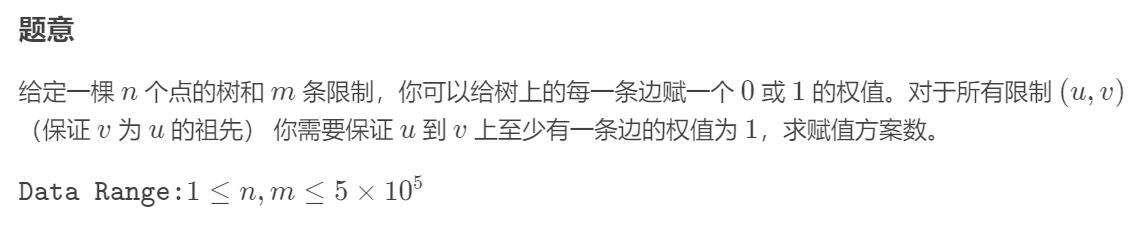 题意
给定一棵 n 个点的树和 m 条限制，你可以给树上的每一条边赋一个 0 或 1 的权值。对于所有限制 (u, v)
（保证 v 为 u 的祖先） 你需要保证 u 到 v 上至少有一条边的权值为 1，求赋值方案数。
Data Range:1 ≤ n, m ≤ 5 × 10⁵